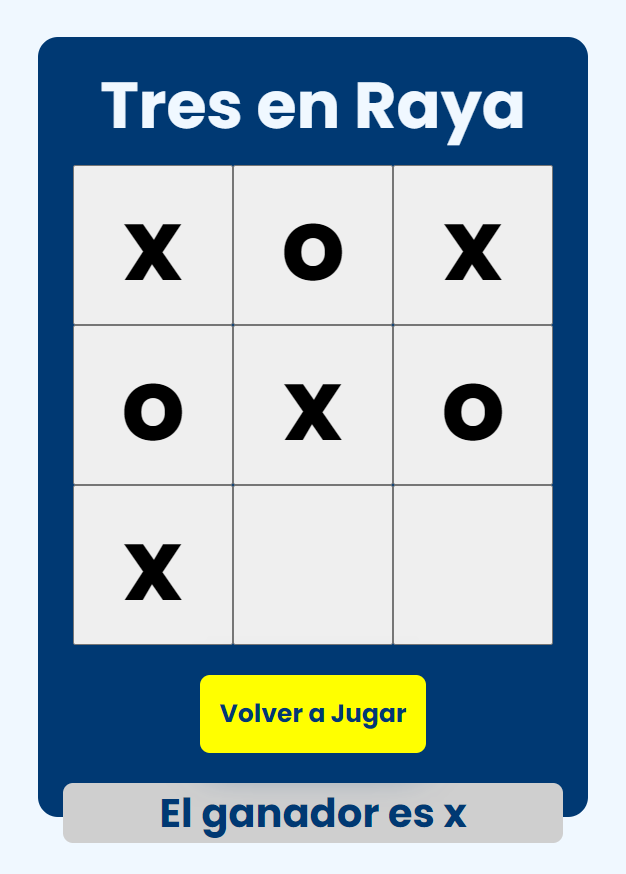 Tres en Raya
X O X
O X O
X
Volver a Jugar
El ganador es x